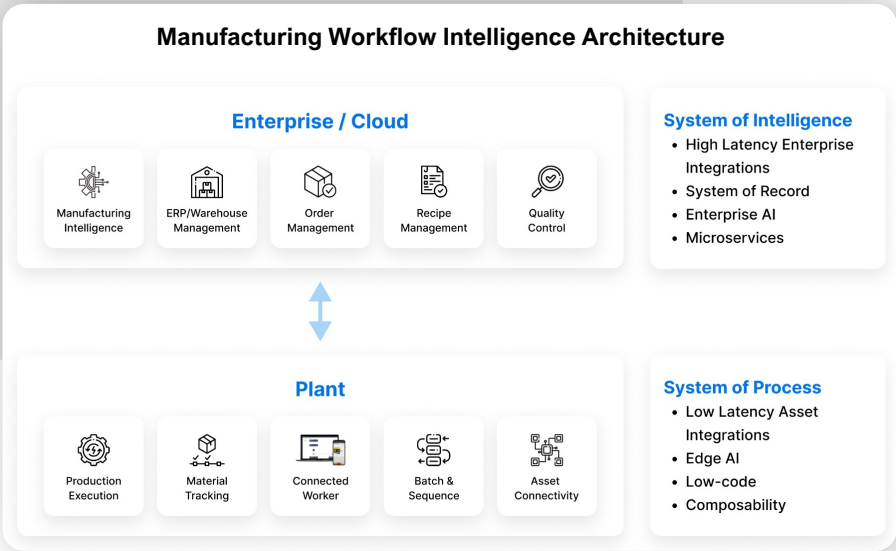 Manufacturing Workflow Intelligence Architecture
Enterprise / Cloud
Manufacturing
Intelligence
ERP/Warehouse
Management
Order
Management
Recipe
Management
Quality
Control
System of Intelligence
• High Latency Enterprise
Integrations
• System of Record
• Enterprise AI
• Microservices
Plant
Production
Execution
Material
Tracking
Connected
Worker
Batch &
Sequence
Asset
Connectivity
System of Process
• Low Latency Asset
Integrations
• Edge AI
• Low-code
• Composability